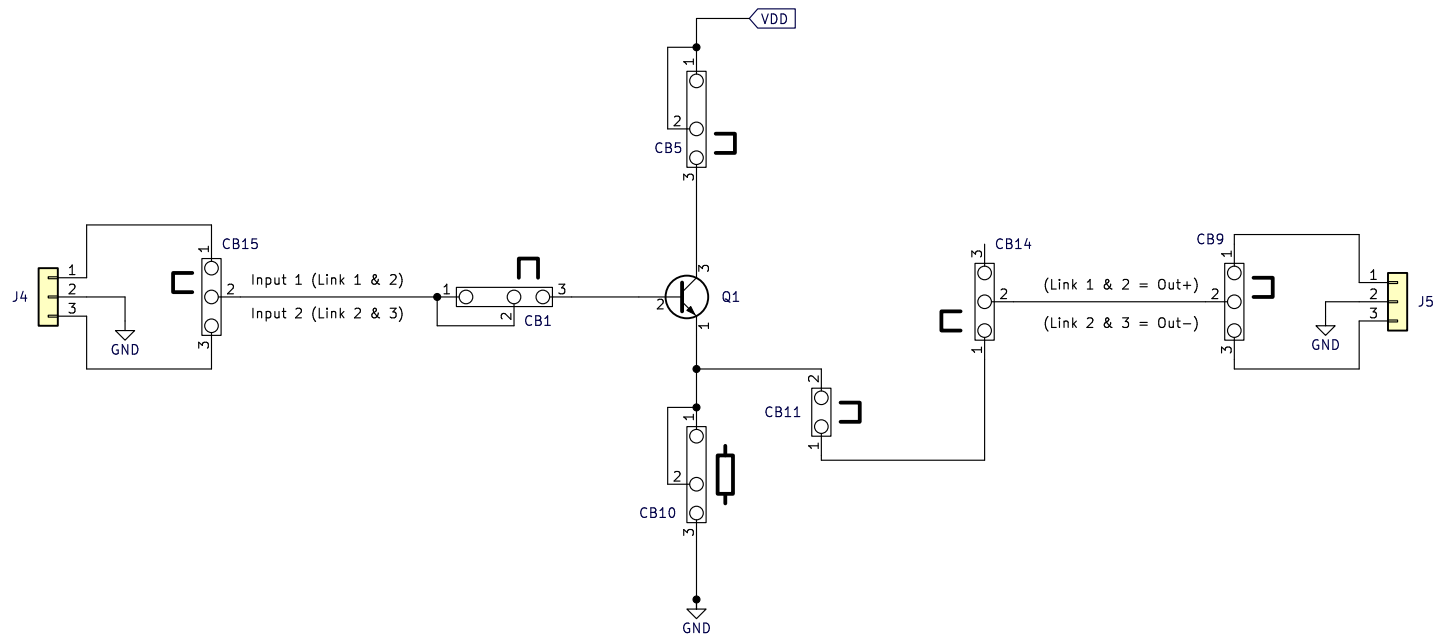 VDD
1
2
CB5
3
CB15
1
Input 1 (Link 1 & 2)
2
Input 2 (Link 2 & 3)
3
J4
1
2
3
GND
1
2
3
CB1
3
2
Q1
1
3
CB14
2
1
(Link 1 & 2 = Out+)
(Link 2 & 3 = Out-)
CB9
1
2
3
1
2
3
J5
GND
2
CB11
1
1
2
CB10
3
GND